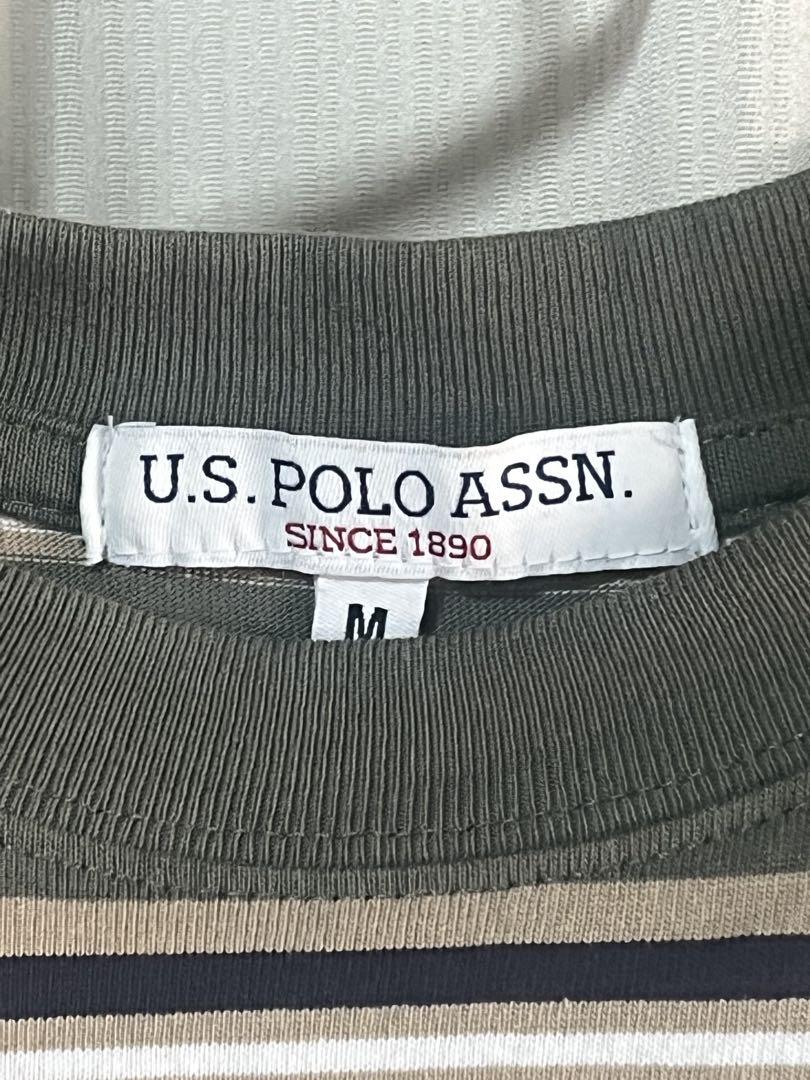 U.S. POLO ASSN.
SINCE 1890
M